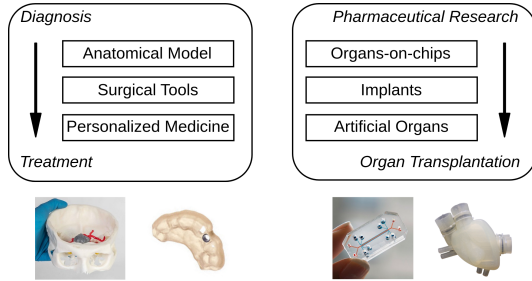 Diagnosis
Anatomical Model
Surgical Tools
Personalized Medicine
Treatment
Pharmaceutical Research
Organs-on-chips
Implants
Artificial Organs
Organ Transplantation